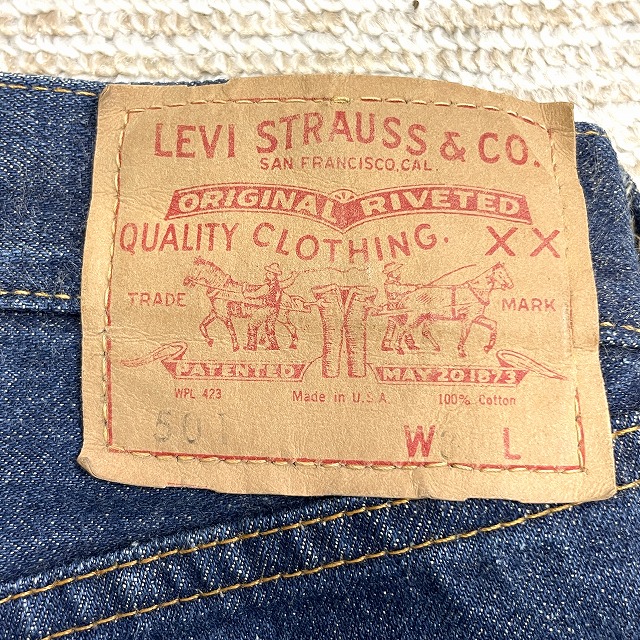 LEVI STRAUSS & CO.
SAN FRANCISCO, CAL.
ORIGINAL RIVETED
QUALITY CLOTHING. XX
TRADE MARK
PATENTED MAY 20 1873
WPL 423 Made in U.S.A. 100% Cotton
501 W L